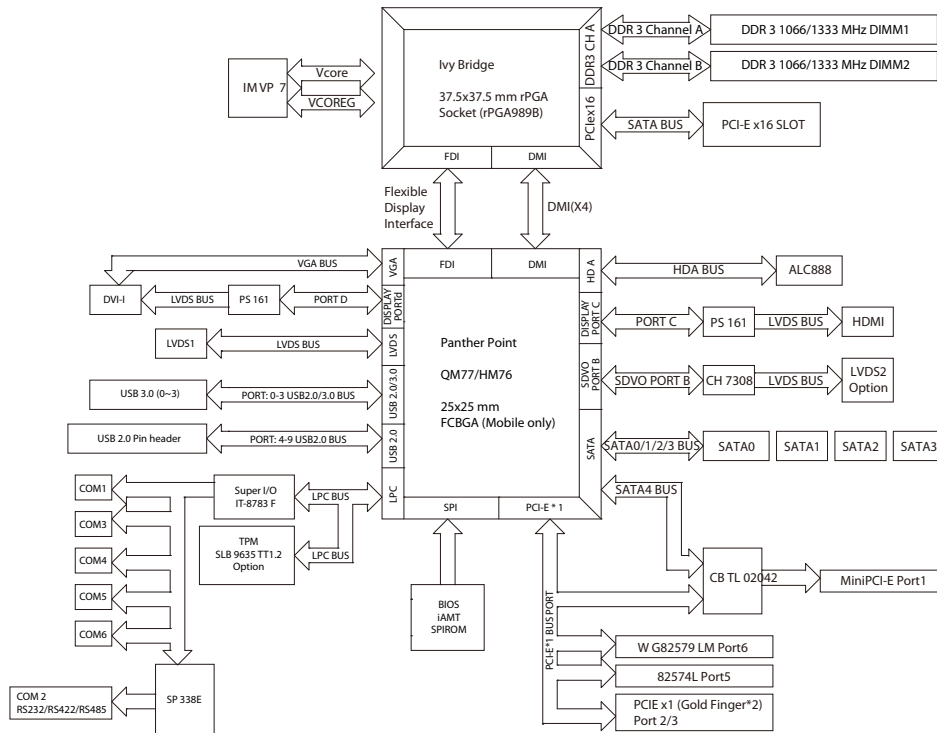 DDR3 CH A
DDR 3 Channel A
DDR 3 1066/1333 MHz DIMM1
DDR 3 Channel B
DDR 3 1066/1333 MHz DIMM2
IM VP 7
Vcore
VCOREG
Ivy Bridge
37.5x37.5 mm rPGA
Socket (rPGA989B)
PCIex16
SATA BUS
PCI-E x16 SLOT
FDI
DMI
Flexible
Display
Interface
DMI(X4)
VGA BUS
VGA
FDI
DMI
HD A
HDA BUS
ALC888
DVI-I
LVDS BUS
PS 161
PORT D
DISPLAY
PORTd
DISPLAY
PORT C
PORT C
PS 161
LVDS BUS
HDMI
LVDS1
LVDS BUS
LVDS
Panther Point
QM77/HM76
25x25 mm
FCBGA (Mobile only)
SDVO
PORT B
SDVO PORT B
CH 7308
LVDS BUS
LVDS2
Option
USB 3.0 (0~3)
PORT: 0-3 USB2.0/3.0 BUS
USB 2.0/3.0
USB 2.0 Pin header
PORT: 4-9 USB2.0 BUS
USB 2.0
SATA
SATA0/1/2/3 BUS
SATA0
SATA1
SATA2
SATA3
COM1
Super I/O
IT-8783 F
LPC BUS
LPC
SPI
PCI-E * 1
SATA4 BUS
COM3
TPM
SLB 9635 TT1.2
Option
LPC BUS
COM4
COM5
COM6
BIOS
iAMT
SPIROM
PCI-E*1 BUS PORT
CB TL 02042
MiniPCI-E Port1
W G82579 LM Port6
82574L Port5
PCIE x1 (Gold Finger*2)
Port 2/3
COM 2
RS232/RS422/RS485
SP 338E